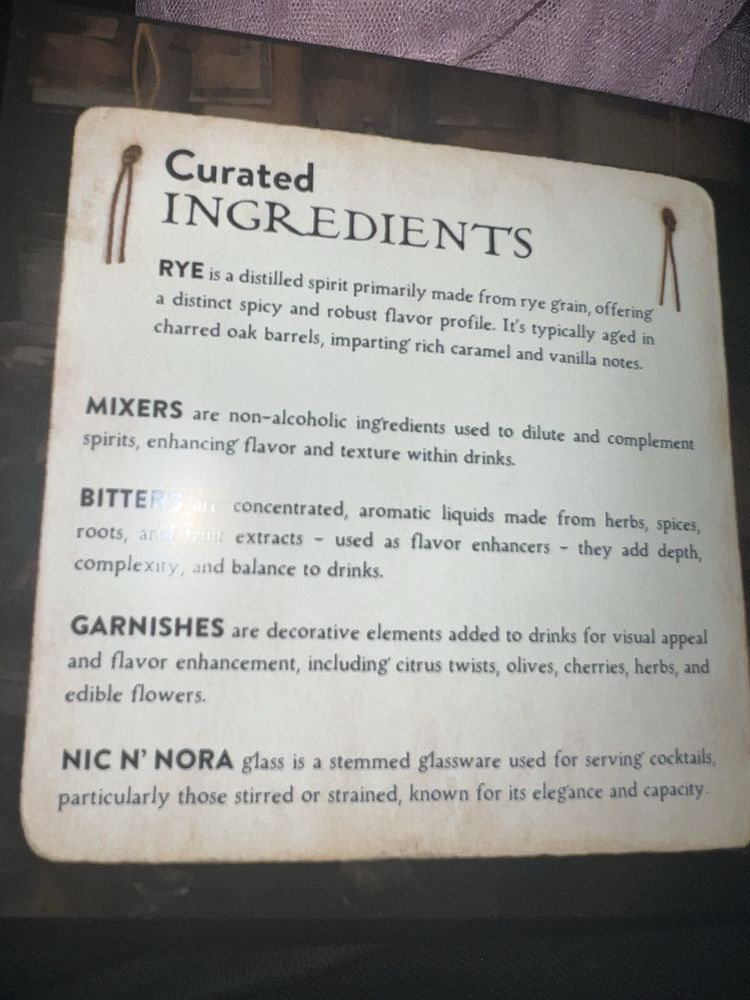 Curated
INGREDIENTS
RYE is a distilled spirit primarily made from rye grain, offering
a distinct spicy and robust flavor profile. It's typically aged in
charred oak barrels, imparting rich caramel and vanilla notes.
MIXERS are non-alcoholic ingredients used to dilute and complement
spirits, enhancing flavor and texture within drinks.
BITTERS are concentrated, aromatic liquids made from herbs, spices,
roots, and fruit extracts – used as flavor enhancers – they add depth,
complexity, and balance to drinks.
GARNISHES are decorative elements added to drinks for visual appeal
and flavor enhancement, including citrus twists, olives, cherries, herbs, and
edible flowers.
NIC N' NORA glass is a stemmed glassware used for serving cocktails,
particularly those stirred or strained, known for its elegance and capacity.